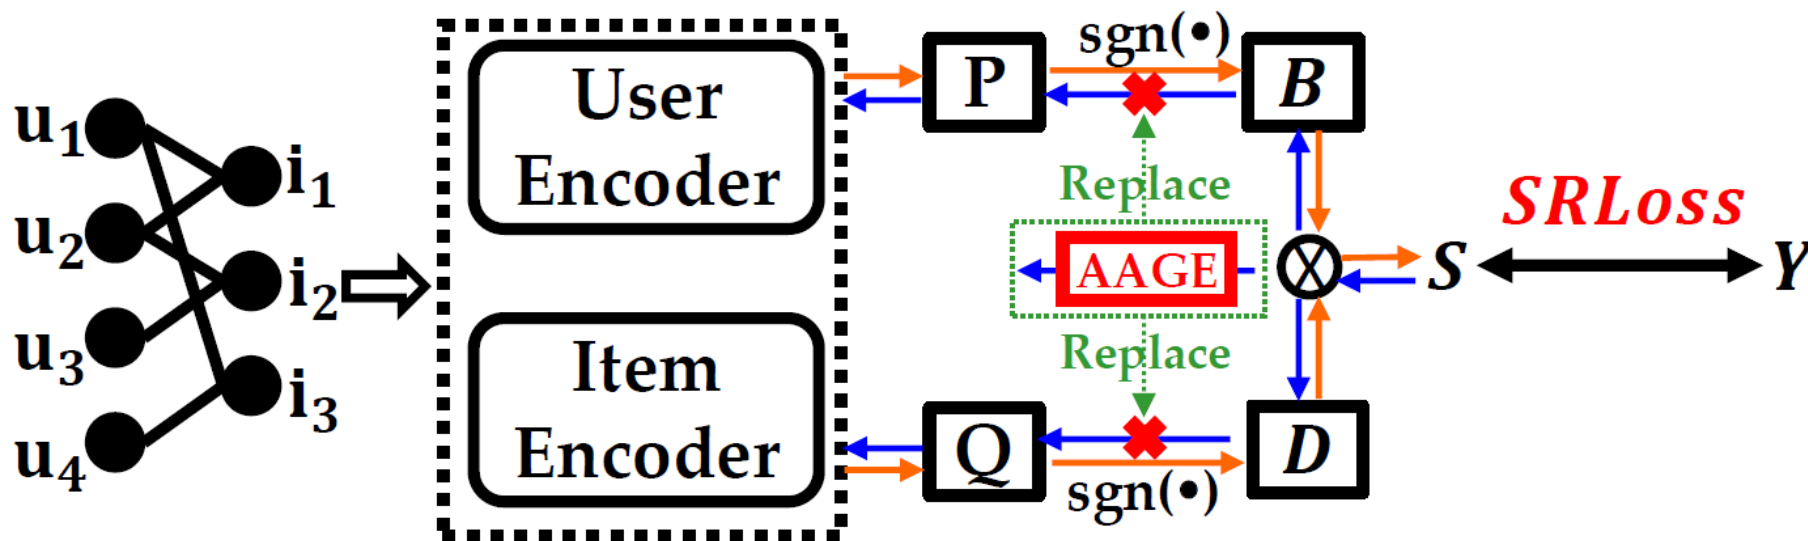 u1
u2
u3
u4
i1
i2
i3
User
Encoder
Item
Encoder
P
sgn(•)
B
Replace
AAGE
Replace
S
SRLoss
Y
Q
sgn(•)
D